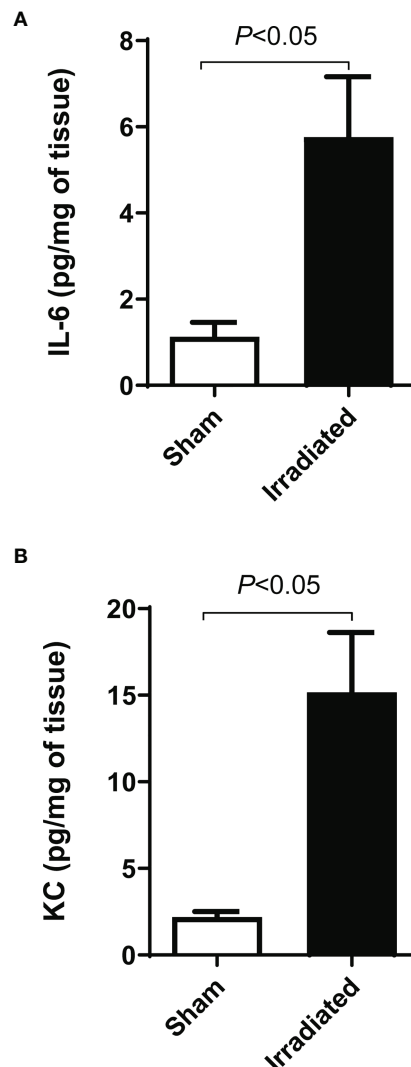 A
P<0.05
IL-6 (pg/mg of tissue)
8
6
4
2
0
Sham
Irradiated
B
P<0.05
KC (pg/mg of tissue)
20
15
10
5
0
Sham
Irradiated